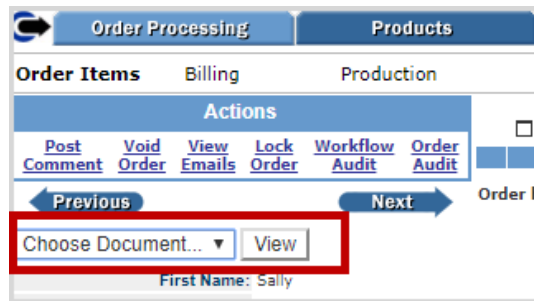 Order Processing Products
Order Items Billing Production
Actions
Post Comment Void Order View Emails Lock Order Workflow Audit Order Audit
Previous Next Order
Choose Document... ▼ View
First Name: Sally